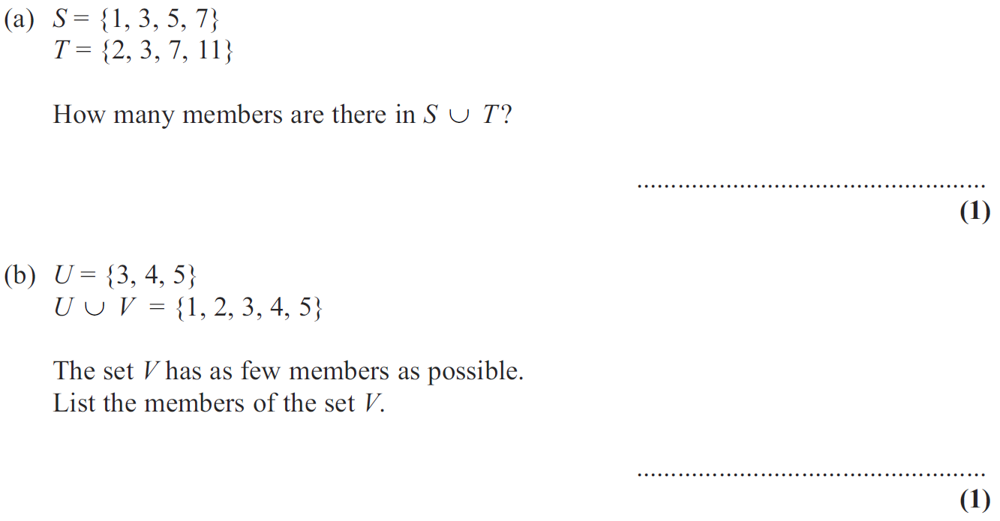 (a) S = {1, 3, 5, 7}
T = {2, 3, 7, 11}
How many members are there in S ∪ T?
......................................................
(1)
(b) U = {3, 4, 5}
U ∪ V = {1, 2, 3, 4, 5}
The set V has as few members as possible.
List the members of the set V.
......................................................
(1)